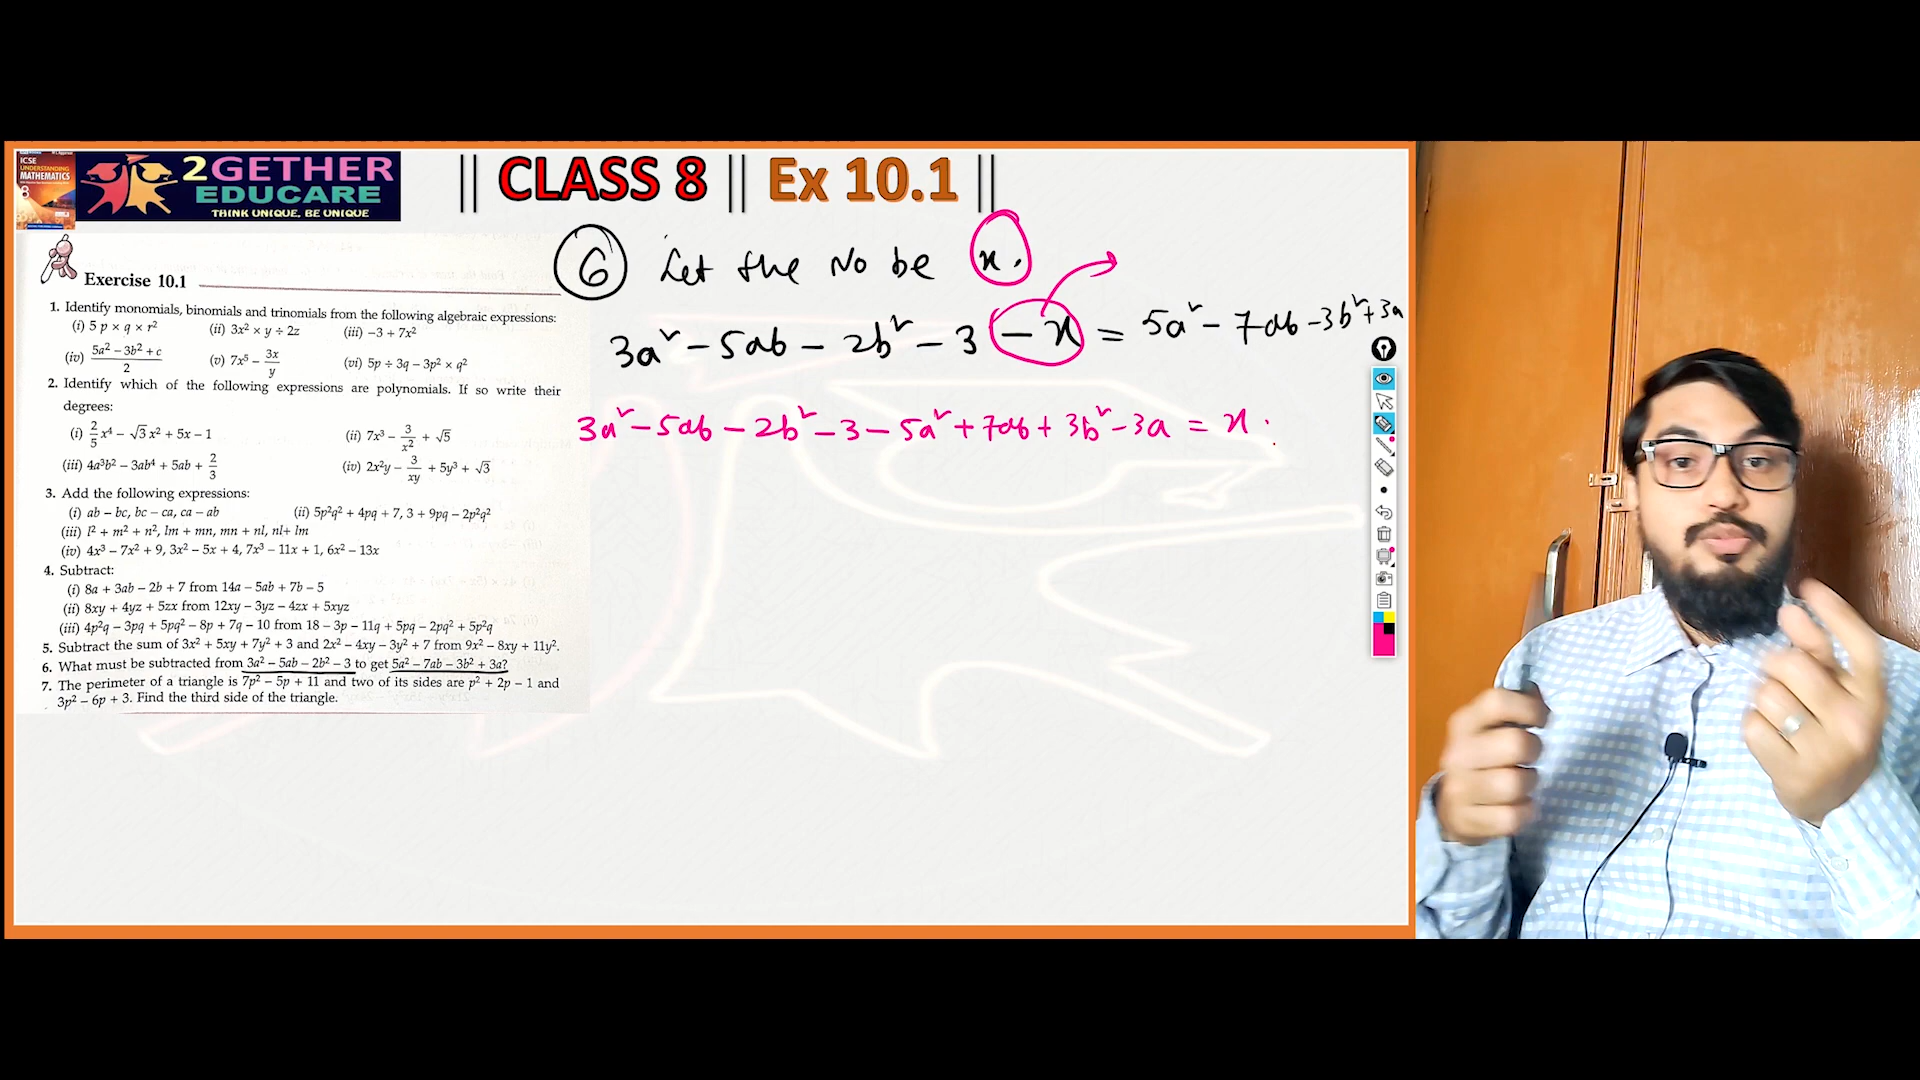 ICSE
UNDERSTANDING
MATHEMATICS
8
2GETHER
EDUCARE
THINK UNIQUE, BE UNIQUE
|| CLASS 8 || Ex 10.1 ||
Exercise 10.1
1. Identify monomials, binomials and trinomials from the following algebraic expressions:
(i) 5 p × q × r² (ii) 3x² × y ÷ 2z (iii) −3 + 7x²
(iv) (5a² − 3b² + c)/2 (v) 7x⁵ − 3x/y (vi) 5p ÷ 3q − 3p² × q²
2. Identify which of the following expressions are polynomials. If so write their
degrees:
(i) 2/5 x⁴ − √3 x² + 5x − 1 (ii) 7x³ − 3/x² + √5
(iii) 4a³b² − 3ab⁴ + 5ab + 2/3 (iv) 2x²y − 3/xy + 5y³ + √3
3. Add the following expressions:
(i) ab − bc, bc − ca, ca − ab (ii) 5p²q² + 4pq + 7, 3 + 9pq − 2p²q²
(iii) l² + m² + n², lm + mn, mn + nl, nl + lm
(iv) 4x³ − 7x² + 9, 3x² − 5x + 4, 7x³ − 11x + 1, 6x² − 13x
4. Subtract:
(i) 8a + 3ab − 2b + 7 from 14a − 5ab + 7b − 5
(ii) 8xy + 4yz + 5zx from 12xy − 3yz − 4zx + 5xyz
(iii) 4p²q − 3pq + 5pq² − 8p + 7q − 10 from 18 − 3p − 11q + 5pq − 2pq² + 5p²q
5. Subtract the sum of 3x² + 5xy + 7y² + 3 and 2x² − 4xy − 3y² + 7 from 9x² − 8xy + 11y².
6. What must be subtracted from 3a² − 5ab − 2b² − 3 to get 5a² − 7ab − 3b² + 3a?
7. The perimeter of a triangle is 7p² − 5p + 11 and two of its sides are p² + 2p − 1 and
3p² − 6p + 3. Find the third side of the triangle.
6 Let the No be x.
3a² − 5ab − 2b² − 3 − x = 5a² − 7ab − 3b² + 3a
3a² − 5ab − 2b² − 3 − 5a² + 7ab + 3b² − 3a = x.